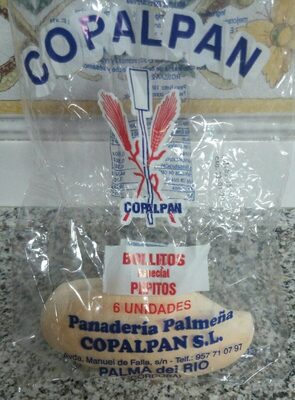 COPALPAN
COPALPAN
BOLLITOS
especial
PEPITOS
6 UNIDADES
Panadería Palmeña
COPALPAN S.L.
Avda. Manuel de Falla, s/n - Telf.: 957 71 07 97
PALMA del RIO
(CORDOBA)